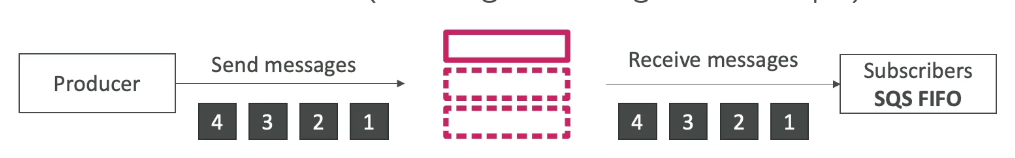 Producer
Send messages
4 3 2 1
Receive messages
4 3 2 1
Subscribers
SQS FIFO